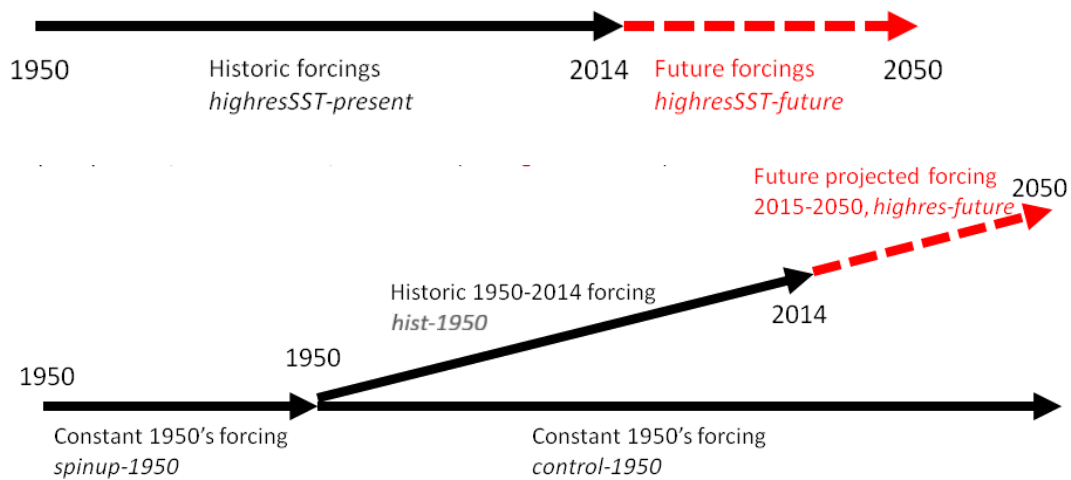 1950
Historic forcings
highresSST-present
2014
Future forcings
highresSST-future
2050
Future projected forcing
2015-2050, highres-future
2050
Historic 1950-2014 forcing
hist-1950
2014
1950
1950
Constant 1950's forcing
spinup-1950
Constant 1950's forcing
control-1950